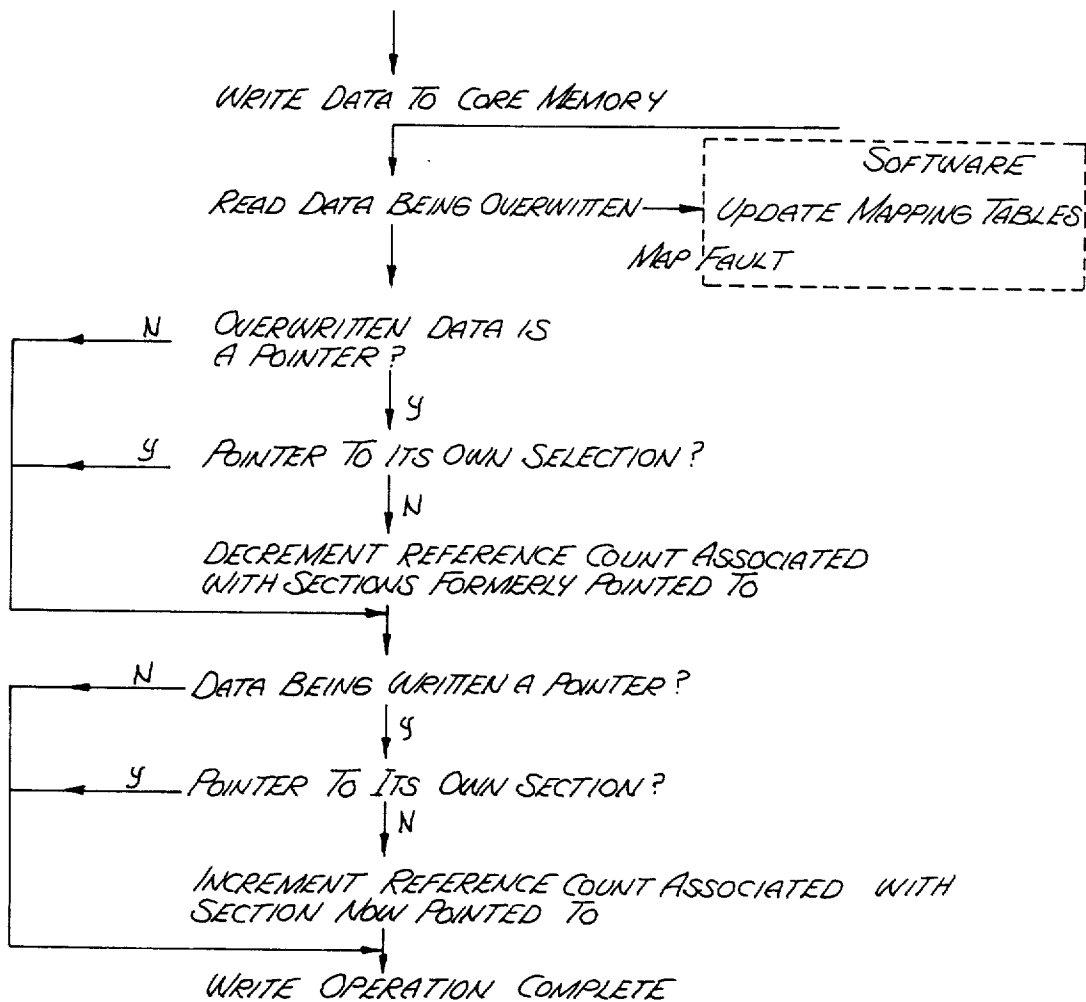 WRITE DATA TO CORE MEMORY
SOFTWARE
READ DATA BEING OVERWITTEN
UPDATE MAPPING TABLES
MAP FAULT
N
OVERWRITTEN DATA IS
A POINTER?
Y
Y
POINTER TO ITS OWN SELECTION?
N
DECREMENT REFERENCE COUNT ASSOCIATED
WITH SECTIONS FORMERLY POINTED TO
N
DATA BEING WRITTEN A POINTER?
Y
Y
POINTER TO ITS OWN SECTION?
N
INCREMENT REFERENCE COUNT ASSOCIATED WITH
SECTION NOW POINTED TO
WRITE OPERATION COMPLETE